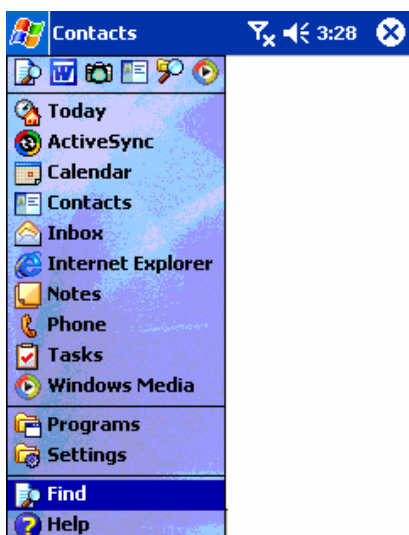 Contacts 3:28
Today
ActiveSync
Calendar
Contacts
Inbox
Internet Explorer
Notes
Phone
Tasks
Windows Media
Programs
Settings
Find
Help